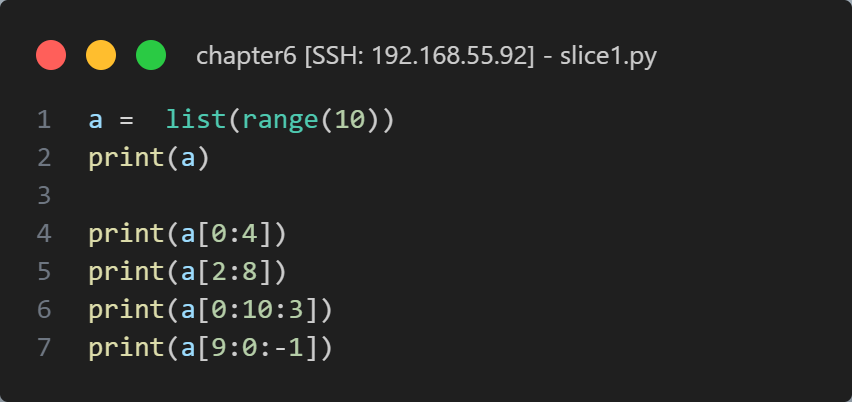 chapter6 [SSH: 192.168.55.92] - slice1.py
1 a =  list(range(10))
2 print(a)
3
4 print(a[0:4])
5 print(a[2:8])
6 print(a[0:10:3])
7 print(a[9:0:-1])